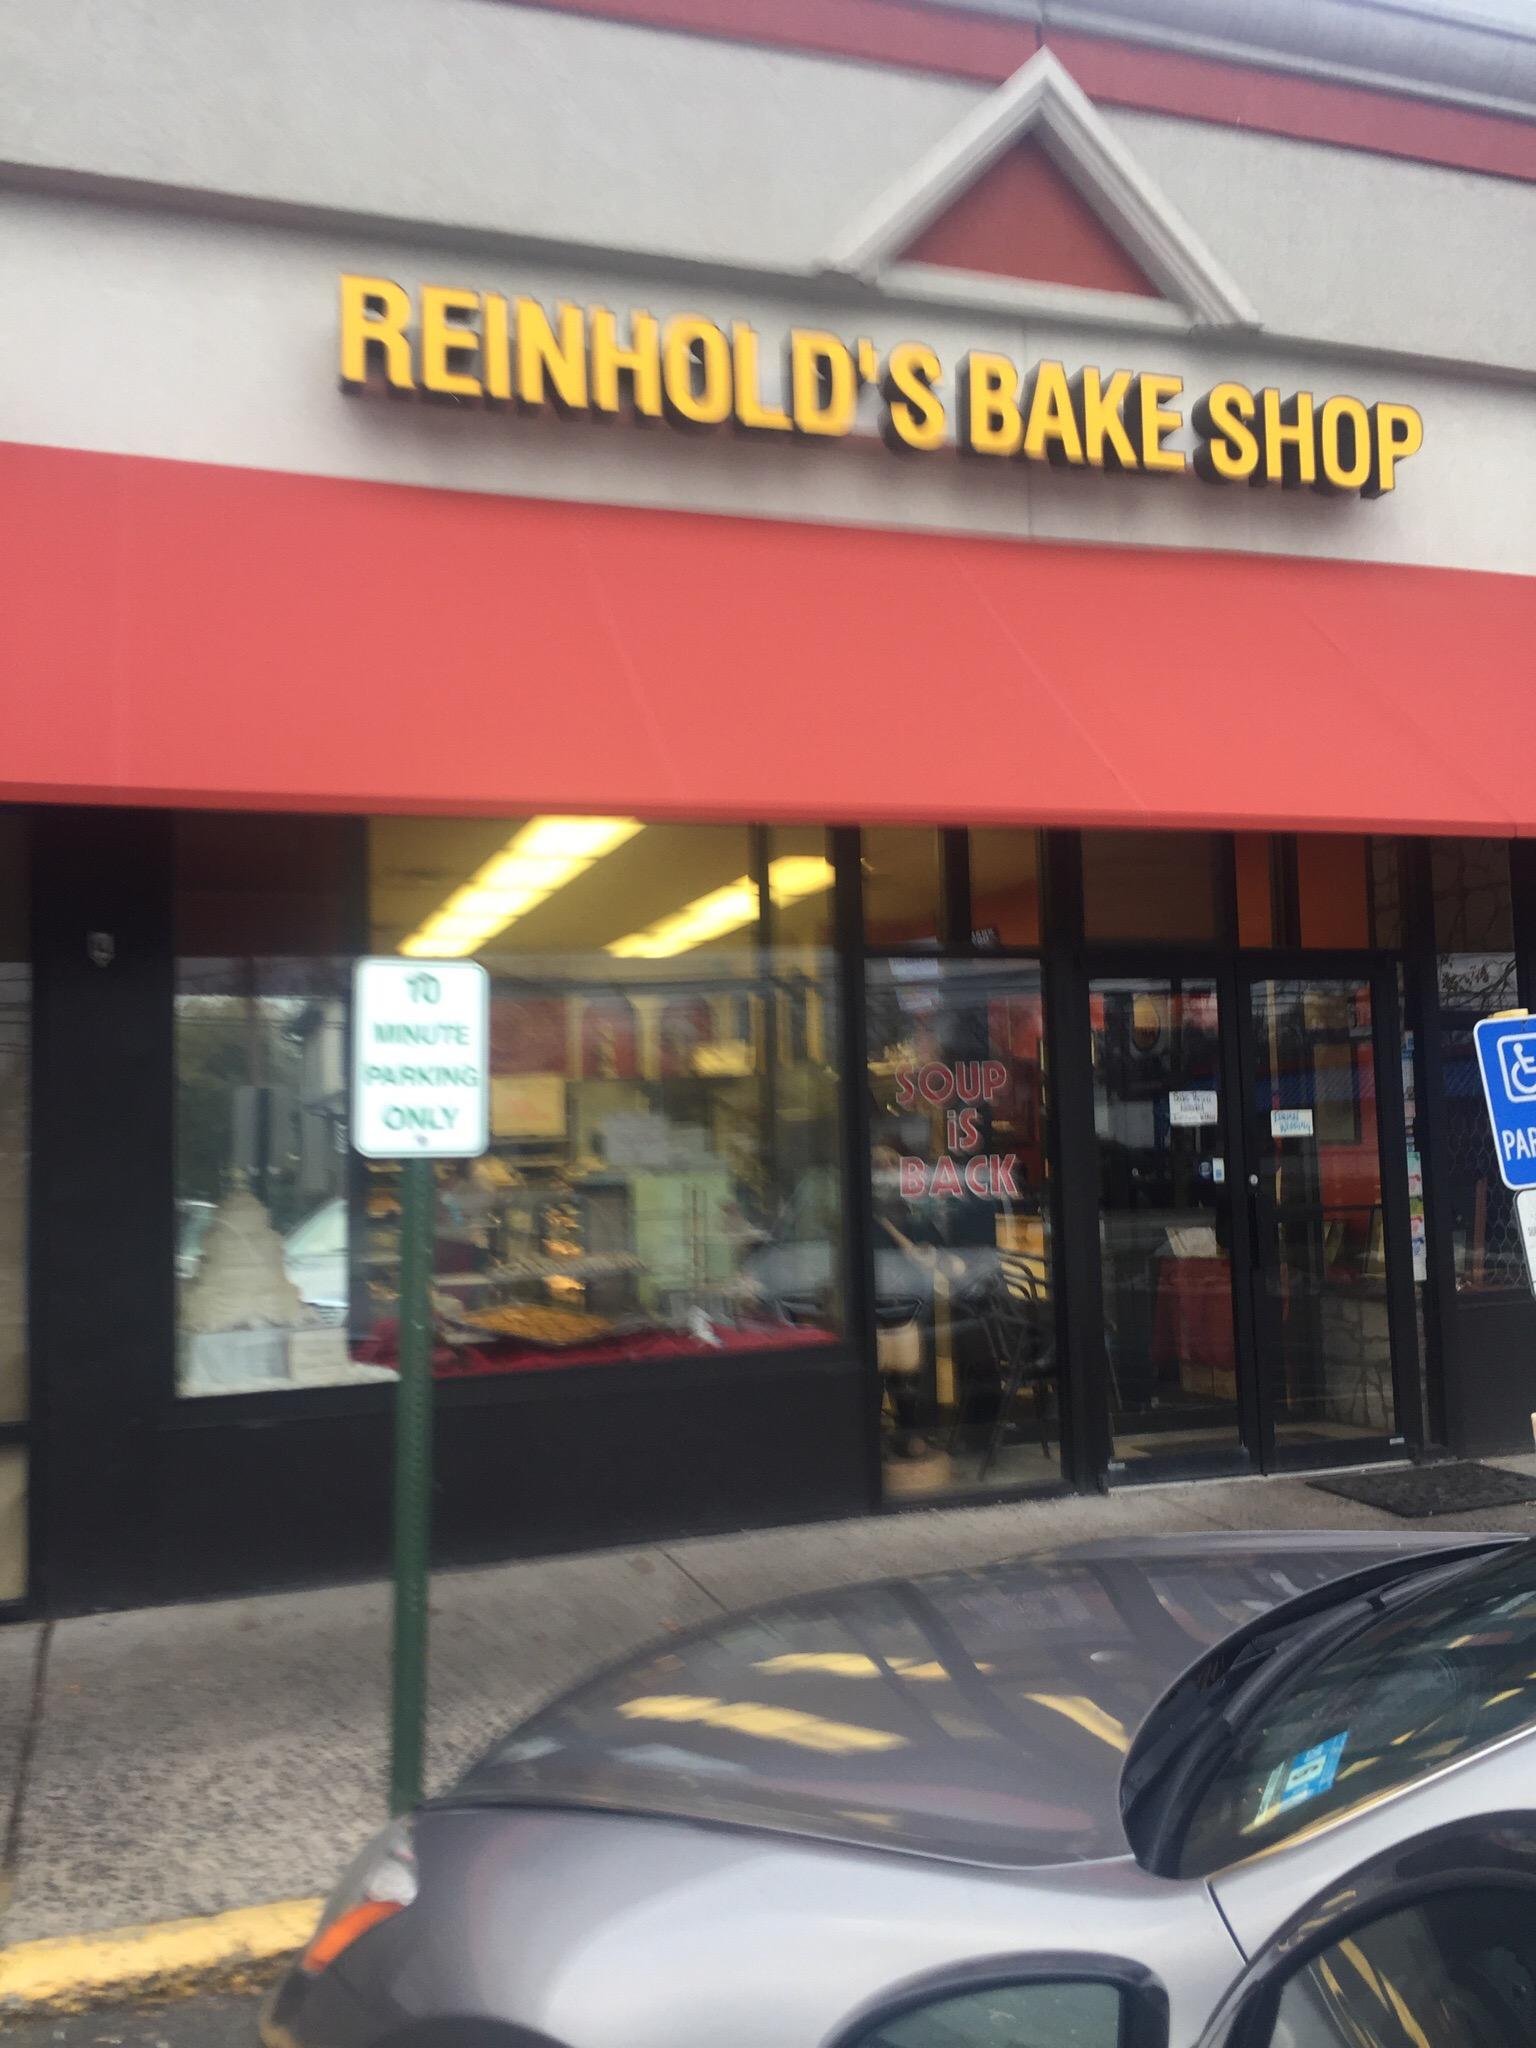 REINHOLD'S BAKE SHOP
10
MINUTE
PARKING
ONLY
SOUP
iS
BACK
PAR